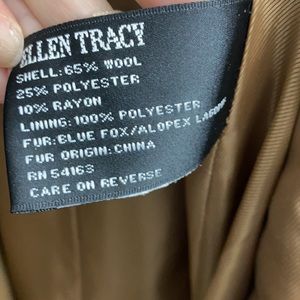 ELLEN TRACY
SHELL: 65% WOOL
25% POLYESTER
10% RAYON
LINING: 100% POLYESTER
FUR: BLUE FOX/ALOPEX LAGOUR
FUR ORIGIN: CHINA
RN 54163
CARE ON REVERSE